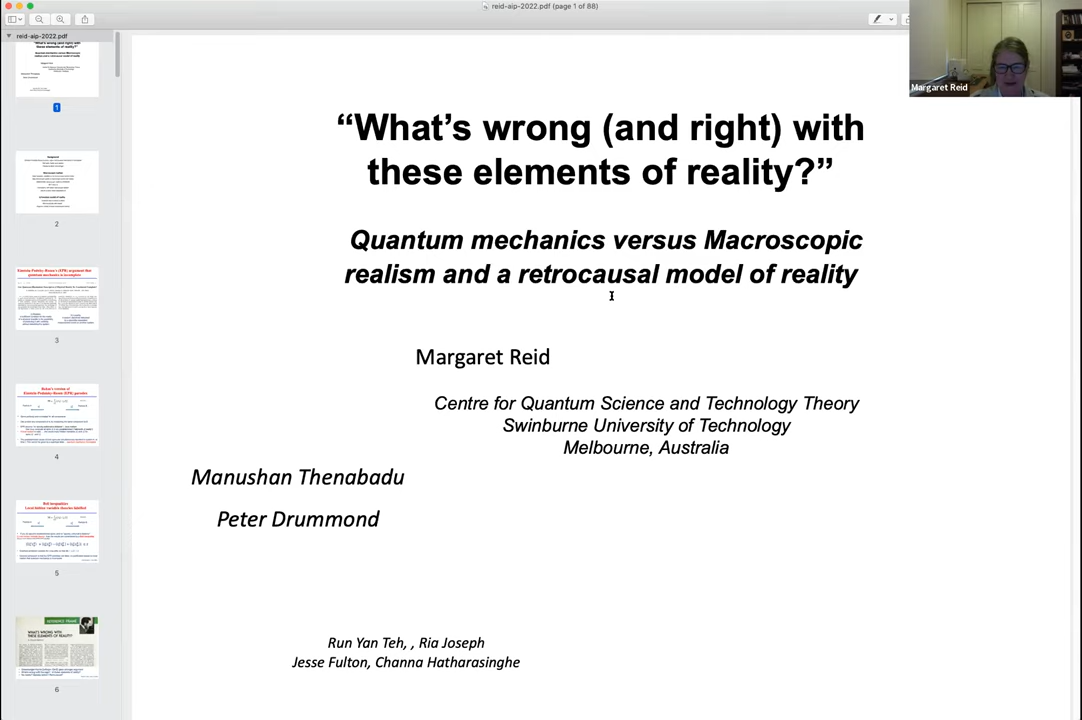 reid-aip-2022.pdf (page 1 of 88)
reid-aip-2022.pdf
Margaret Reid
1
2
3
4
5
6
“What’s wrong (and right) with
these elements of reality?”
Quantum mechanics versus Macroscopic
realism and a retrocausal model of reality
Margaret Reid
Centre for Quantum Science and Technology Theory
Swinburne University of Technology
Melbourne, Australia
Manushan Thenabadu
Peter Drummond
Run Yan Teh, , Ria Joseph
Jesse Fulton, Channa Hatharasinghe